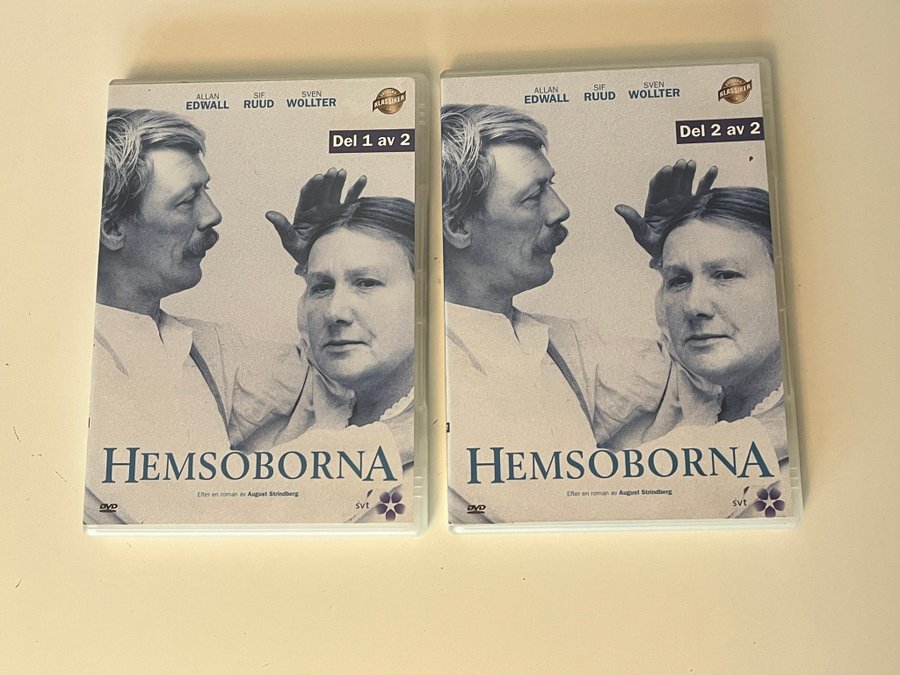 ALLAN EDWALL
SIF RUUD
SVEN WOLLTER
KLASSIKER
Del 1 av 2
HEMSÖBORNA
Efter en roman av August Strindberg
DVD
svt
ALLAN EDWALL
SIF RUUD
SVEN WOLLTER
KLASSIKER
Del 2 av 2
HEMSÖBORNA
Efter en roman av August Strindberg
DVD
svt